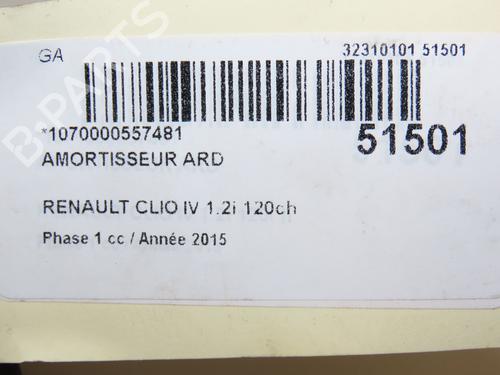 GA
32310101 51501
*1070000557481
51501
AMORTISSEUR ARD
RENAULT CLIO IV 1.2i 120ch
Phase 1 cc / Année 2015
B-PARTS